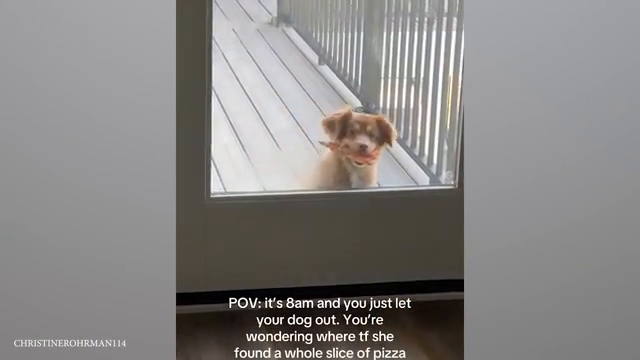 POV: it's 8am and you just let
your dog out. You're
wondering where tf she
found a whole slice of pizza
CHRISTINEROHRMAN114